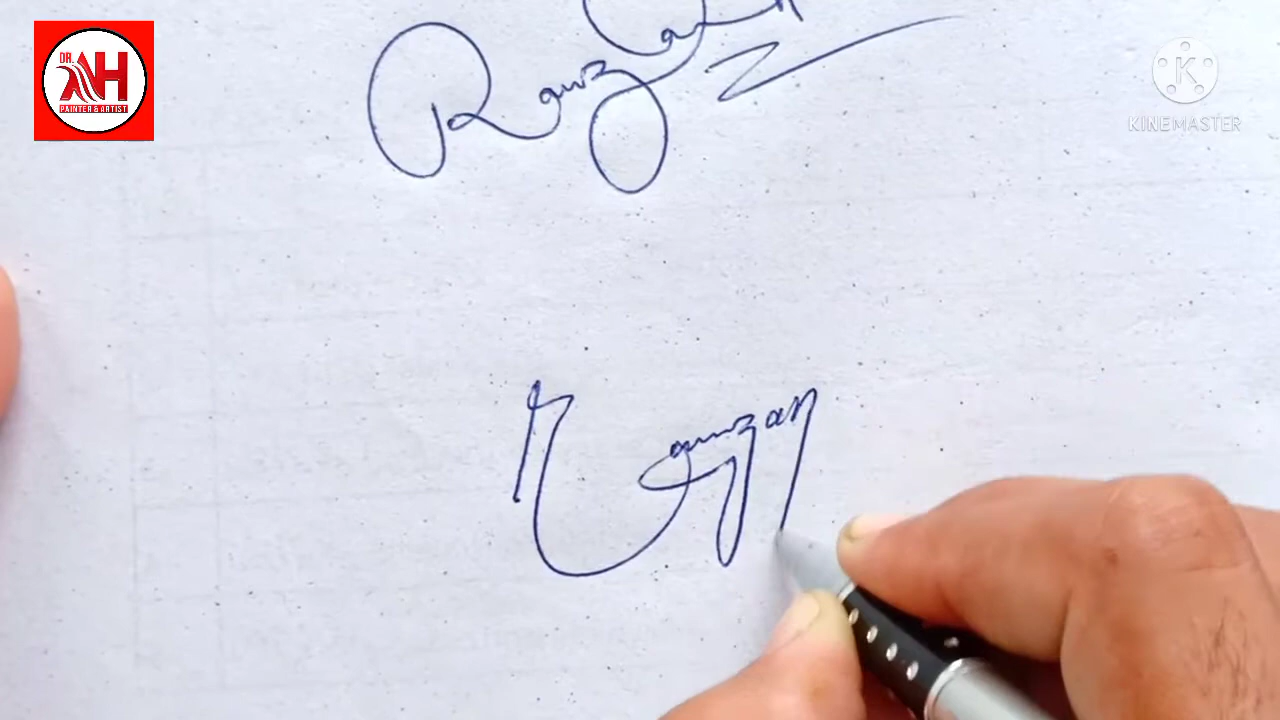 DR.
AH
PAINTER & ARTIST
KINEMASTER
Ramzan
Ramzan